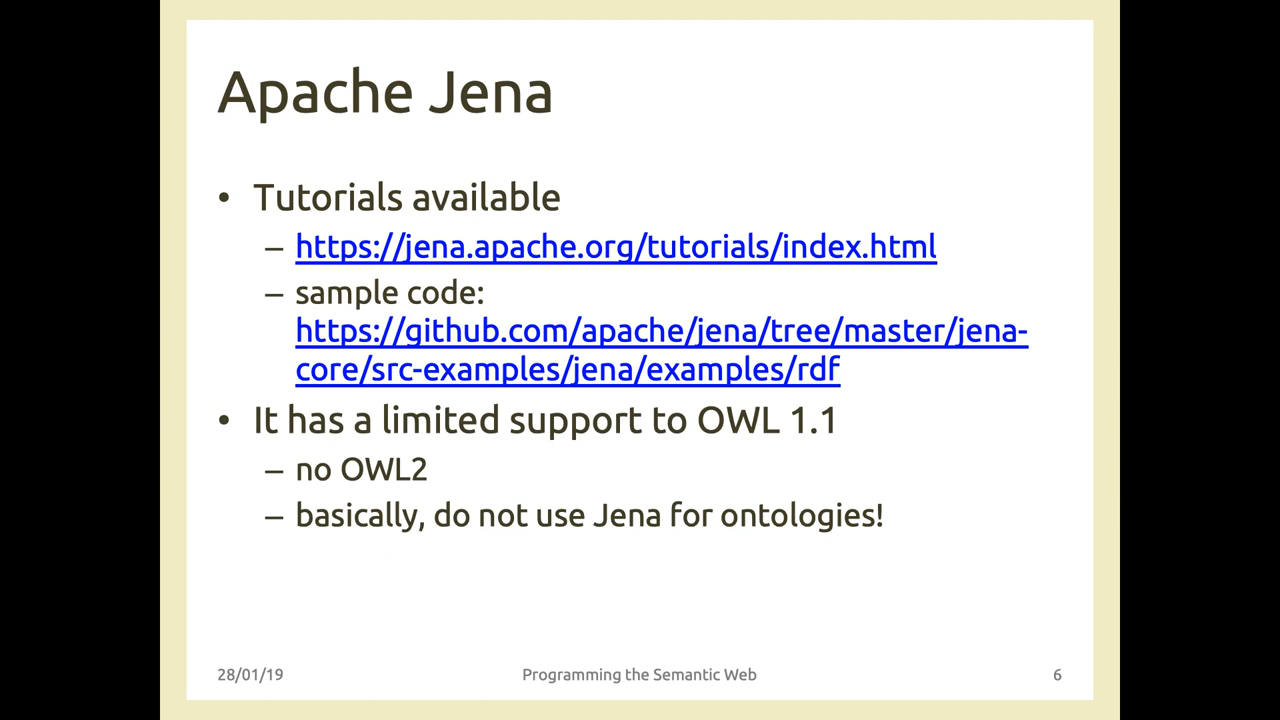 Apache Jena
• Tutorials available
– https://jena.apache.org/tutorials/index.html
– sample code:
https://github.com/apache/jena/tree/master/jena-
core/src-examples/jena/examples/rdf
• It has a limited support to OWL 1.1
– no OWL2
– basically, do not use Jena for ontologies!
28/01/19 Programming the Semantic Web 6